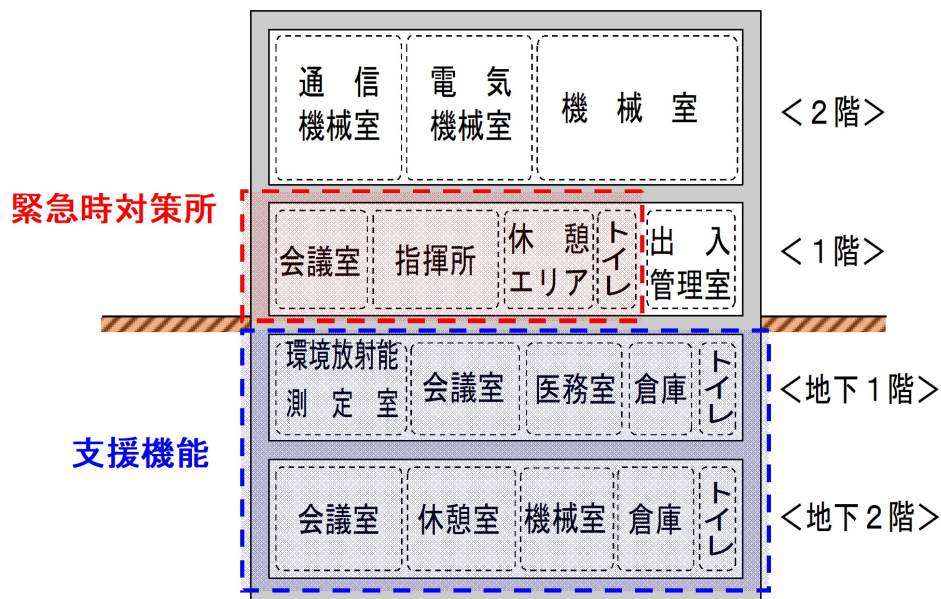 通 信
機械室
電 気
機械室
機 械 室
<2階>
緊急時対策所
会議室
指揮所
休 憩
エリア
トイレ
出 入
管理室
<1階>
支援機能
環境放射能
測 定 室
会議室
医務室
倉庫
トイレ
<地下1階>
会議室
休憩室
機械室
倉庫
トイレ
<地下2階>